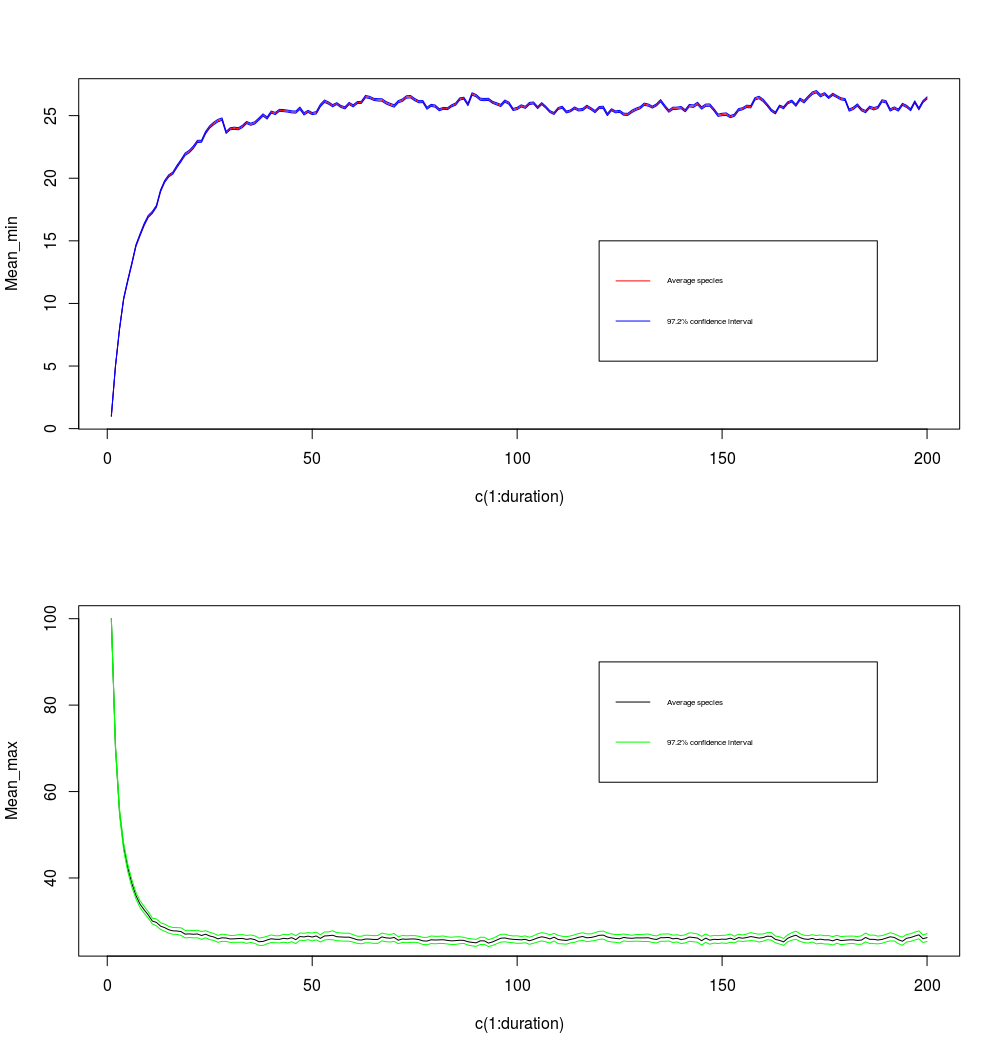 Mean_min
25
20
15
10
5
0
Average species
97.2% confidence interval
0 50 100 150 200
c(1:duration)
Mean_max
100
80
60
40
Average species
97.2% confidence interval
0 50 100 150 200
c(1:duration)